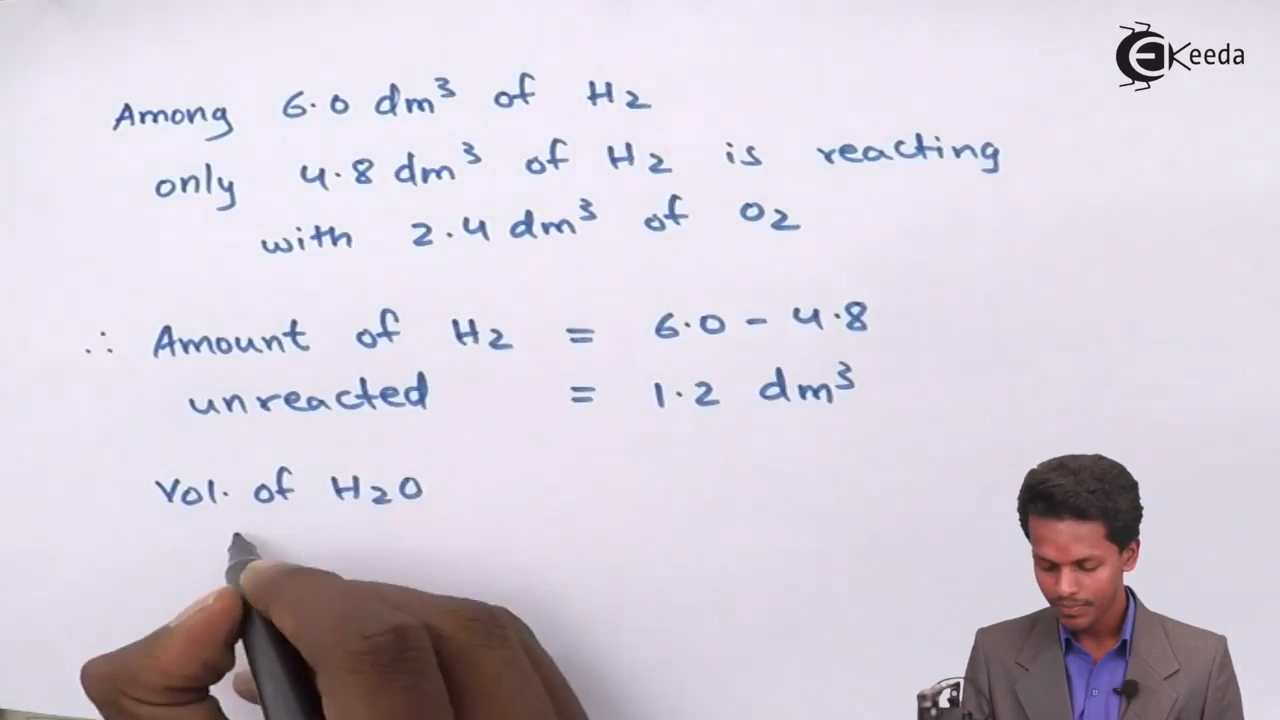 EKeeda
Among 6.0 dm³ of H2
only 4.8 dm³ of H2 is reacting
with 2.4 dm³ of O2
∴ Amount of H2 = 6.0 - 4.8
unreacted = 1.2 dm³
Vol. of H2O